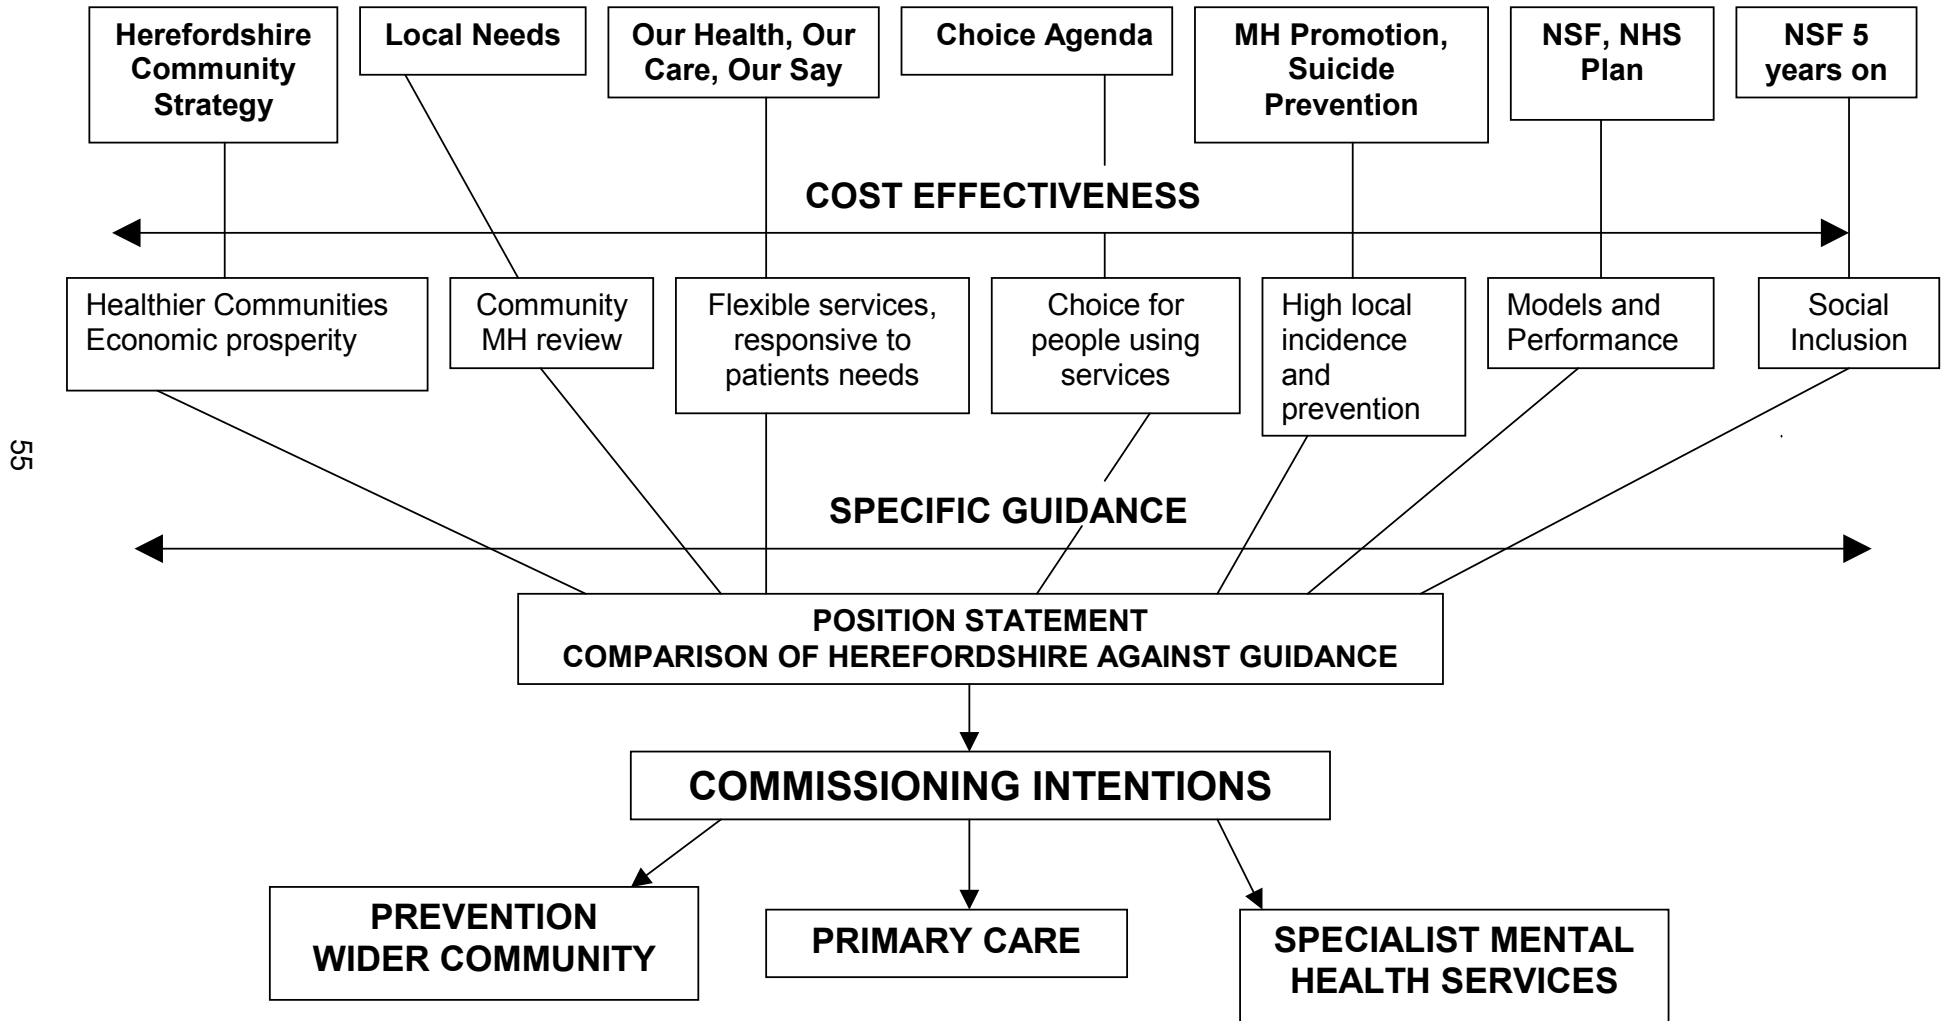 Herefordshire
Community
Strategy
Local Needs
Our Health, Our
Care, Our Say
Choice Agenda
MH Promotion,
Suicide
Prevention
NSF, NHS
Plan
NSF 5
years on
COST EFFECTIVENESS
Healthier Communities
Economic prosperity
Community
MH review
Flexible services,
responsive to
patients needs
Choice for
people using
services
High local
incidence
and
prevention
Models and
Performance
Social
Inclusion
55
SPECIFIC GUIDANCE
POSITION STATEMENT
COMPARISON OF HEREFORDSHIRE AGAINST GUIDANCE
COMMISSIONING INTENTIONS
PREVENTION
WIDER COMMUNITY
PRIMARY CARE
SPECIALIST MENTAL
HEALTH SERVICES